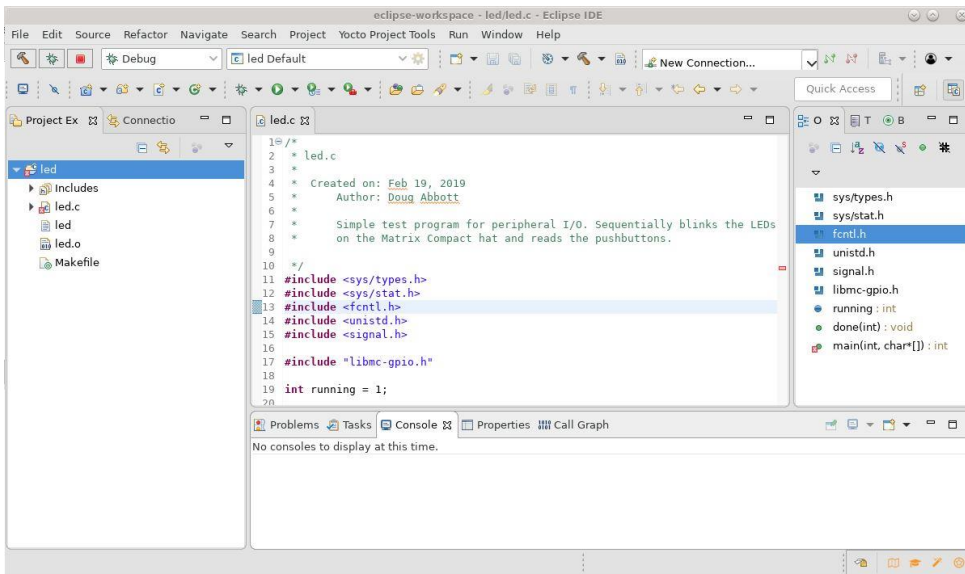 eclipse-workspace - led/led.c - Eclipse IDE
File Edit Source Refactor Navigate Search Project Yocto Project Tools Run Window Help
Debug led Default New Connection...
Quick Access
Project Ex Connectio
led
Includes
led.c
led
led.o
Makefile
led.c
1 /*
2 * led.c
3 *
4 * Created on: Feb 19, 2019
5 * Author: Doug Abbott
6 *
7 * Simple test program for peripheral I/O. Sequentially blinks the LEDs
8 * on the Matrix Compact hat and reads the pushbuttons.
9
10 */
11 #include <sys/types.h>
12 #include <sys/stat.h>
13 #include <fcntl.h>
14 #include <unistd.h>
15 #include <signal.h>
16
17 #include "libmc-gpio.h"
18
19 int running = 1;
20
O T B
sys/types.h
sys/stat.h
fcntl.h
unistd.h
signal.h
libmc-gpio.h
running : int
done(int) : void
main(int, char*[]) : int
Problems Tasks Console Properties Call Graph
No consoles to display at this time.